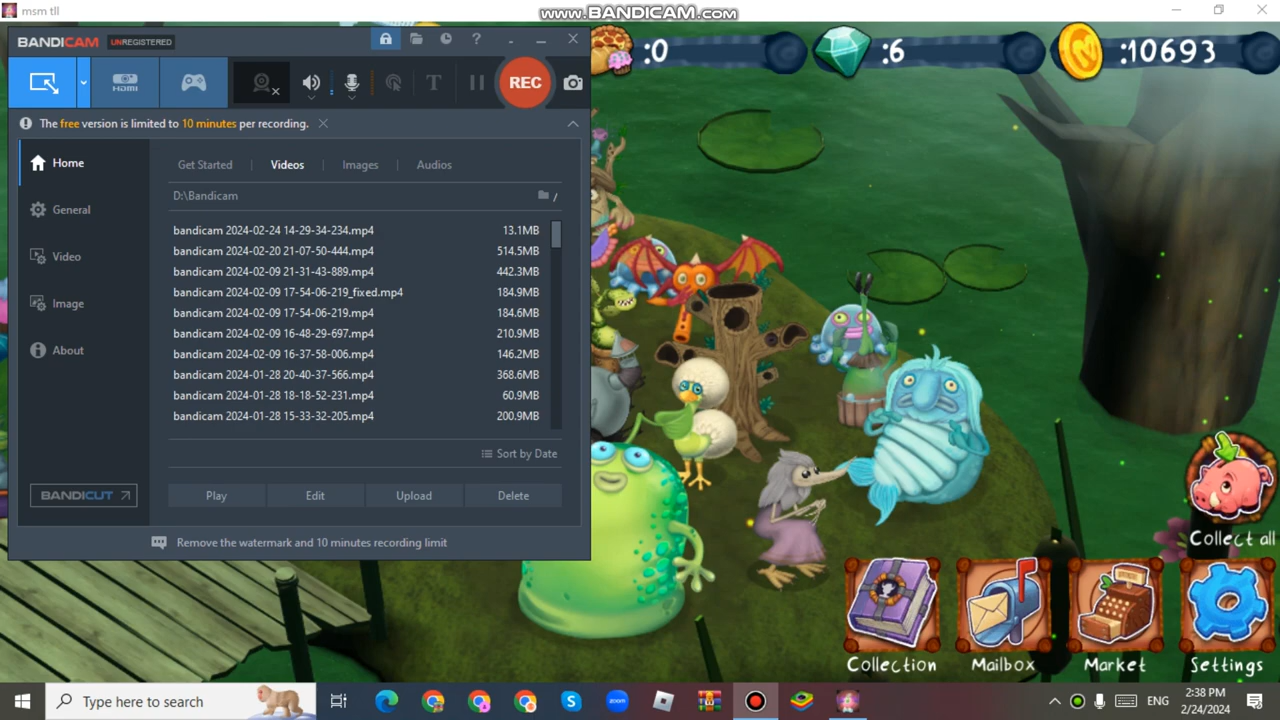 msm tll
www.BANDICAM.com
BANDICAM UNREGISTERED
:0
:6
:10693
HDMI
REC
The free version is limited to 10 minutes per recording.
Home
General
Video
Image
About
BANDICUT
Get Started
Videos
Images
Audios
D:\Bandicam
bandicam 2024-02-24 14-29-34-234.mp4 13.1MB
bandicam 2024-02-20 21-07-50-444.mp4 514.5MB
bandicam 2024-02-09 21-31-43-889.mp4 442.3MB
bandicam 2024-02-09 17-54-06-219_fixed.mp4 184.9MB
bandicam 2024-02-09 17-54-06-219.mp4 184.6MB
bandicam 2024-02-09 16-48-29-697.mp4 210.9MB
bandicam 2024-02-09 16-37-58-006.mp4 146.2MB
bandicam 2024-01-28 20-40-37-566.mp4 368.6MB
bandicam 2024-01-28 18-18-52-231.mp4 60.9MB
bandicam 2024-01-28 15-33-32-205.mp4 200.9MB
Sort by Date
Play
Edit
Upload
Delete
Remove the watermark and 10 minutes recording limit
Collect all
Collection
Mailbox
Market
Settings
Type here to search
zoom
ENG
2:38 PM
2/24/2024